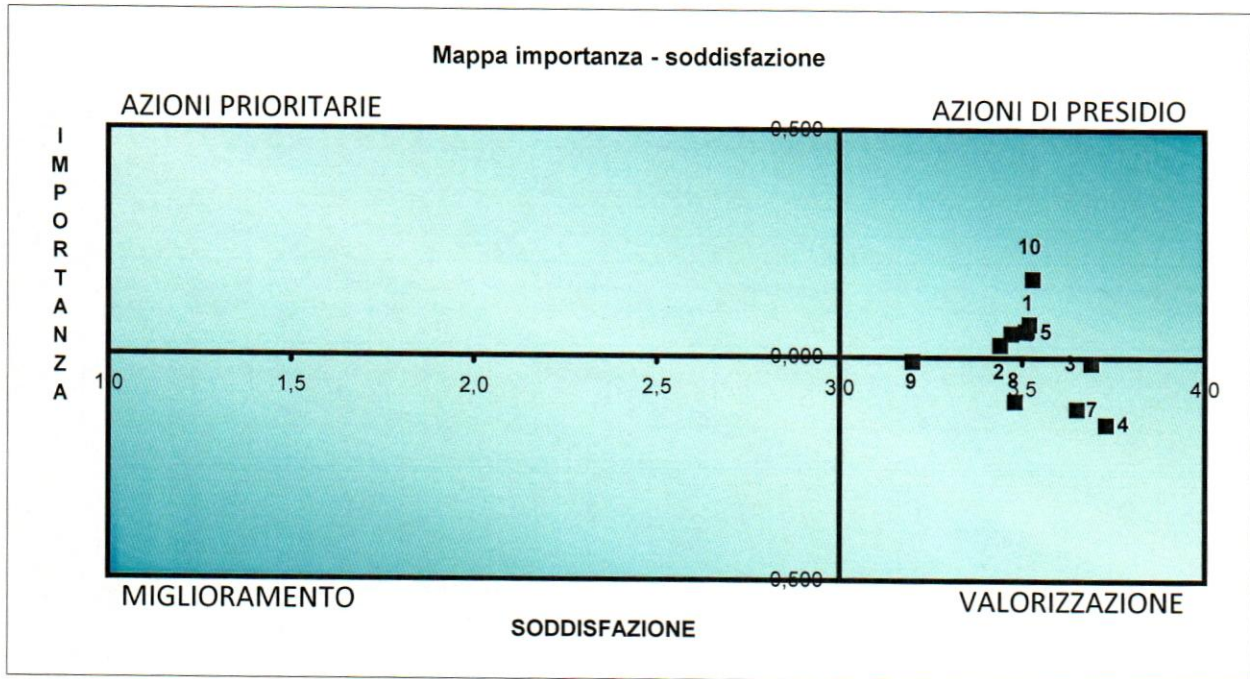 Mappa importanza - soddisfazione
AZIONI PRIORITARIE
AZIONI DI PRESIDIO
IMPORTANZA
0,500
10
1
5
0,000
3
1,0
1,5
2,0
2,5
3,0
9
2
8
3,5
4,0
7
4
0,500
MIGLIORAMENTO
VALORIZZAZIONE
SODDISFAZIONE